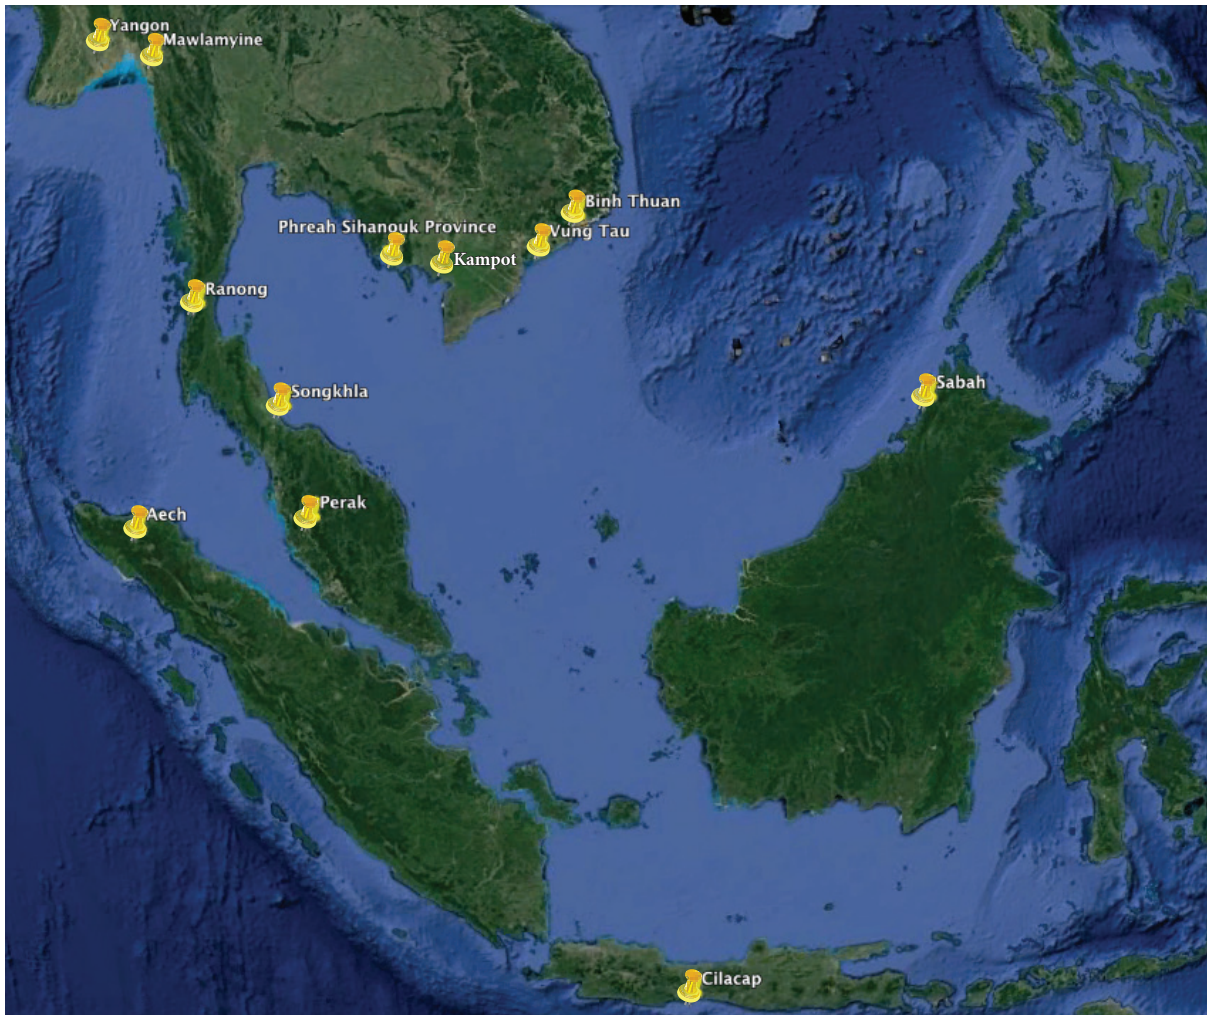 Yangon
Mawlamyine
Binh Thuan
Phreah Sihanouk Province
Vung Tau
Kampot
Ranong
Sabah
Songkhla
Perak
Aech
Cilacap